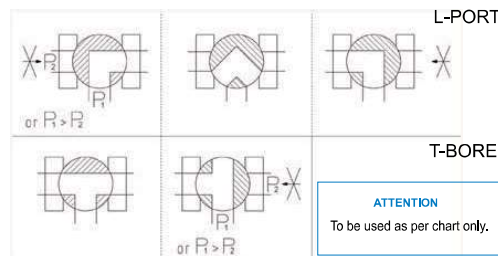 L-PORT
P₂
P₁
or P₁ > P₂
T-BORE
P₂
P₁
or P₁ > P₂
ATTENTION
To be used as per chart only.